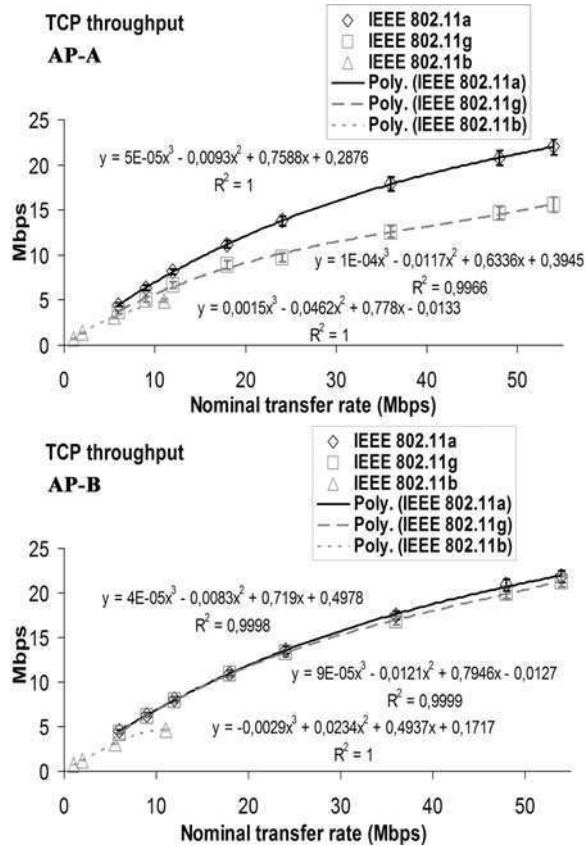 TCP throughput
AP-A
IEEE 802.11a
IEEE 802.11g
IEEE 802.11b
Poly. (IEEE 802.11a)
Poly. (IEEE 802.11g)
Poly. (IEEE 802.11b)
25
20
15
10
5
0
Mbps
y = 5E-05x³ - 0,0093x² + 0,7588x + 0,2876
R² = 1
y = 1E-04x³ - 0,0117x² + 0,6336x + 0,3945
R² = 0,9966
y = 0,0015x³ - 0,0462x² + 0,778x - 0,0133
R² = 1
0 10 20 30 40 50
Nominal transfer rate (Mbps)
TCP throughput
AP-B
IEEE 802.11a
IEEE 802.11g
IEEE 802.11b
Poly. (IEEE 802.11a)
Poly. (IEEE 802.11g)
Poly. (IEEE 802.11b)
25
20
15
10
5
0
Mbps
y = 4E-05x³ - 0,0083x² + 0,719x + 0,4978
R² = 0,9998
y = 9E-05x³ - 0,0121x² + 0,7946x - 0,0127
R² = 0,9999
y = -0,0029x³ + 0,0234x² + 0,4937x + 0,1717
R² = 1
0 10 20 30 40 50
Nominal transfer rate (Mbps)